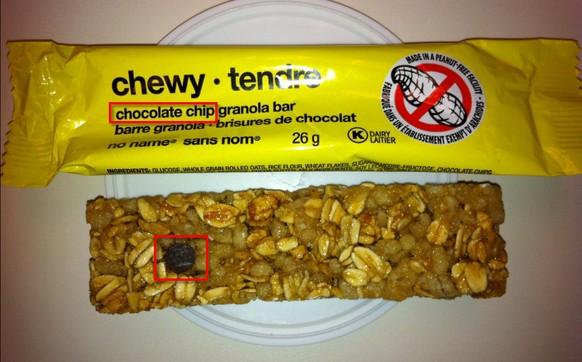 chewy · tendre
chocolate chip granola bar
barre granola · brisures de chocolat
no name® sans nom®
26 g
K DAIRY
LAITIER
MADE IN A PEANUT-FREE FACILITY
FABRIQUÉ DANS UN ÉTABLISSEMENT EXEMPT D'ARACHIDES
INGREDIENTS: GLUCOSE, WHOLE GRAIN ROLLED OATS, RICE FLOUR, WHEAT FLAKES, FRUCTOSE, CHOCOLATE CHIPS